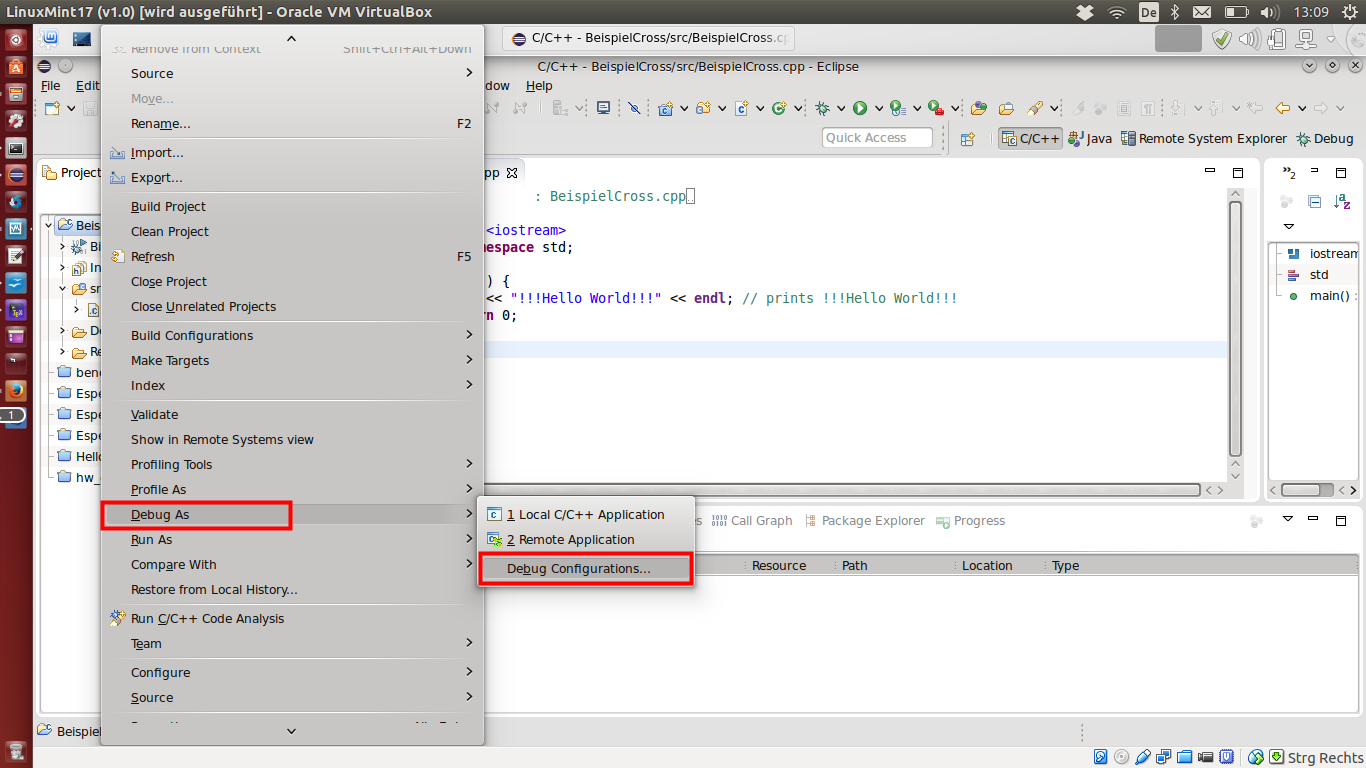 LinuxMint17 (v1.0) [wird ausgeführt] - Oracle VM VirtualBox
De
13:09
C/C++ - BeispielCross/src/BeispielCross.cp
C/C++ - BeispielCross/src/BeispielCross.cpp - Eclipse
File
Edit
dow
Help
Quick Access
C/C++
Java
Remote System Explorer
Debug
Project
Remove from Context Shift+Ctrl+Alt+Down
Source
Move...
Rename... F2
Import...
Export...
Build Project
Clean Project
Refresh F5
Close Project
Close Unrelated Projects
Build Configurations
Make Targets
Index
Validate
Show in Remote Systems view
Profiling Tools
Profile As
Debug As
Run As
Compare With
Restore from Local History...
Run C/C++ Code Analysis
Team
Configure
Source
1 Local C/C++ Application
2 Remote Application
Debug Configurations...
Beis
Bi
In
sr
De
Re
ben
Espe
Espe
Espe
Hello
hw_
1
pp
: BeispielCross.cpp
<iostream>
mespace std;
) {
<< "!!!Hello World!!!" << endl; // prints !!!Hello World!!!
rn 0;
2
iostream
std
main() :
s
Call Graph
Package Explorer
Progress
Resource
Path
Location
Type
Beispiel
Strg Rechts